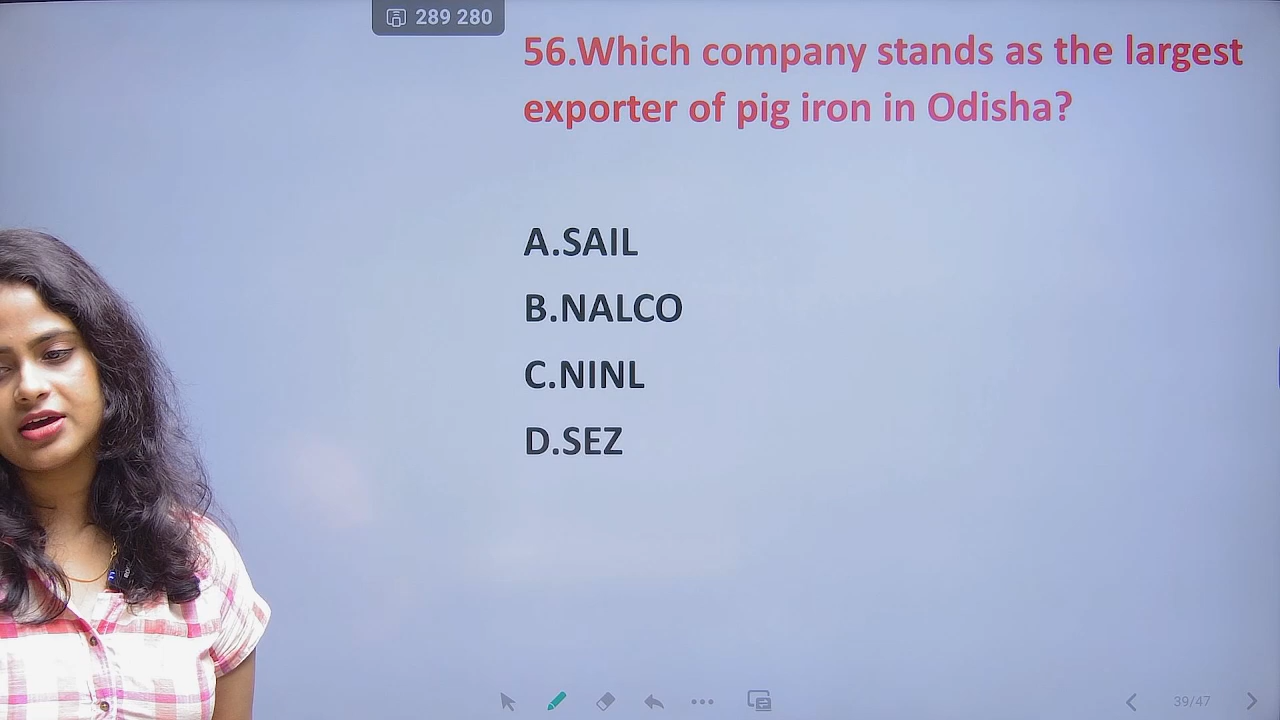 289 280
56.Which company stands as the largest
exporter of pig iron in Odisha?
A.SAIL
B.NALCO
C.NINL
D.SEZ
39/47